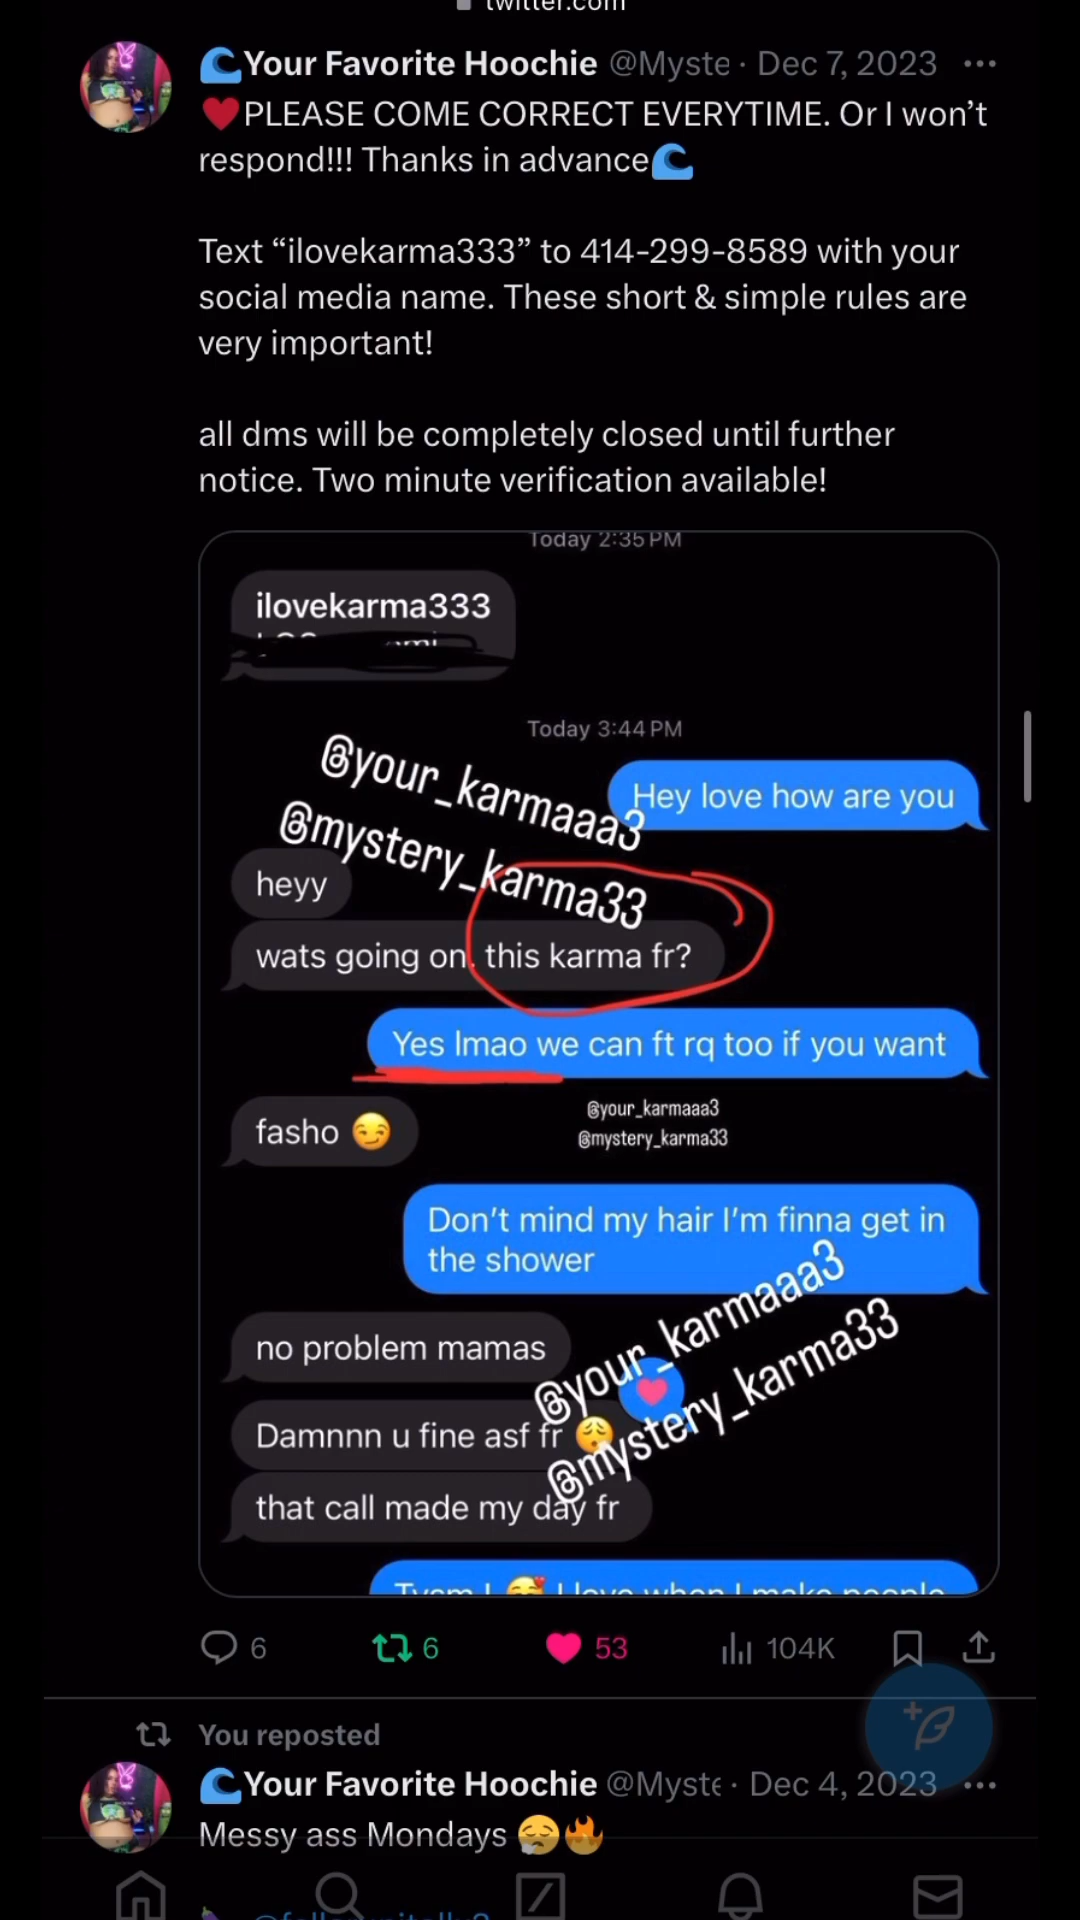 twitter.com
Your Favorite Hoochie @Myste · Dec 7, 2023 ···
PLEASE COME CORRECT EVERYTIME. Or I won't
respond!!! Thanks in advance
Text “ilovekarma333” to 414-299-8589 with your
social media name. These short & simple rules are
very important!
all dms will be completely closed until further
notice. Two minute verification available!
Today 2:35 PM
ilovekarma333
Today 3:44 PM
@your_karmaaa3
Hey love how are you
@mystery_karma33
heyy
wats going on. this karma fr?
Yes lmao we can ft rq too if you want
@your_karmaaa3
@mystery_karma33
fasho 😏
Don't mind my hair I'm finna get in
the shower
@your_karmaaa3
@mystery_karma33
no problem mamas
Damnnn u fine asf fr 😩
that call made my day fr
I love when I make people
6 6 53 104K
You reposted
Your Favorite Hoochie @Myste · Dec 4, 2023 ···
Messy ass Mondays 😮‍💨🔥